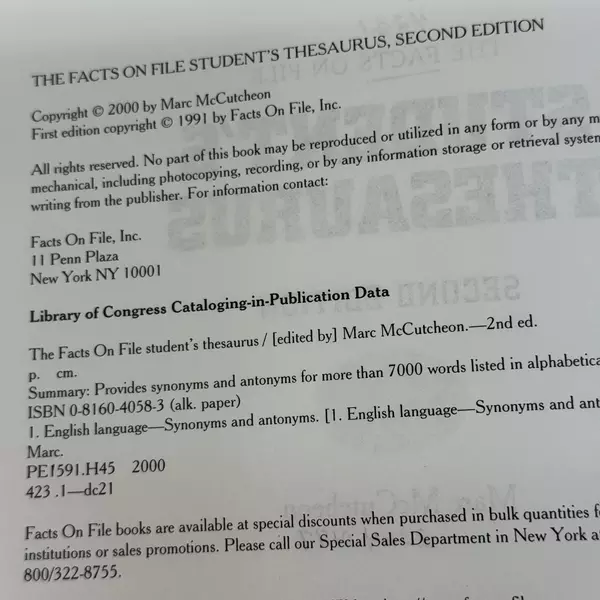 THE FACTS ON FILE STUDENT'S THESAURUS, SECOND EDITION
Copyright © 2000 by Marc McCutcheon
First edition copyright © 1991 by Facts On File, Inc.
All rights reserved. No part of this book may be reproduced or utilized in any form or by any m
mechanical, including photocopying, recording, or by any information storage or retrieval system
writing from the publisher. For information contact:
Facts On File, Inc.
11 Penn Plaza
New York NY 10001
Library of Congress Cataloging-in-Publication Data
The Facts On File student's thesaurus / [edited by] Marc McCutcheon.—2nd ed.
p. cm.
Summary: Provides synonyms and antonyms for more than 7000 words listed in alphabetica
ISBN 0-8160-4058-3 (alk. paper)
1. English language—Synonyms and antonyms. [1. English language—Synonyms and ant
Marc.
PE1591.H45 2000
423 .1—dc21
Facts On File books are available at special discounts when purchased in bulk quantities f
institutions or sales promotions. Please call our Special Sales Department in New York a
800/322-8755.